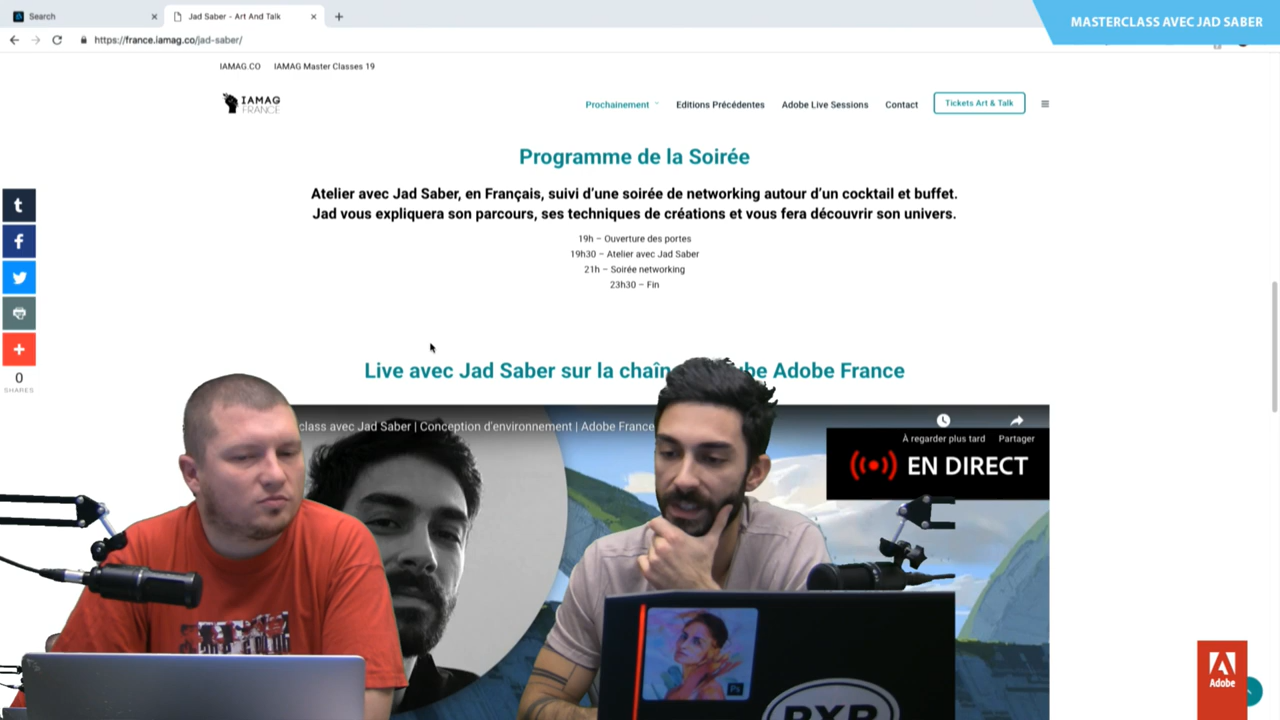 Search
Jad Saber - Art And Talk
MASTERCLASS AVEC JAD SABER
https://france.iamag.co/jad-saber/
IAMAG.CO IAMAG Master Classes 19
IAMAG
FRANCE
Prochainement Editions Précédentes Adobe Live Sessions Contact Tickets Art & Talk
Programme de la Soirée
Atelier avec Jad Saber, en Français, suivi d'une soirée de networking autour d'un cocktail et buffet.
Jad vous expliquera son parcours, ses techniques de créations et vous fera découvrir son univers.
19h – Ouverture des portes
19h30 – Atelier avec Jad Saber
21h – Soirée networking
23h30 – Fin
0
SHARES
Live avec Jad Saber sur la Adobe France
avec Jad Saber | Conception d'environnement | Adobe France
À regarder plus tard Partager
EN DIRECT
Ps
PXR
Adobe